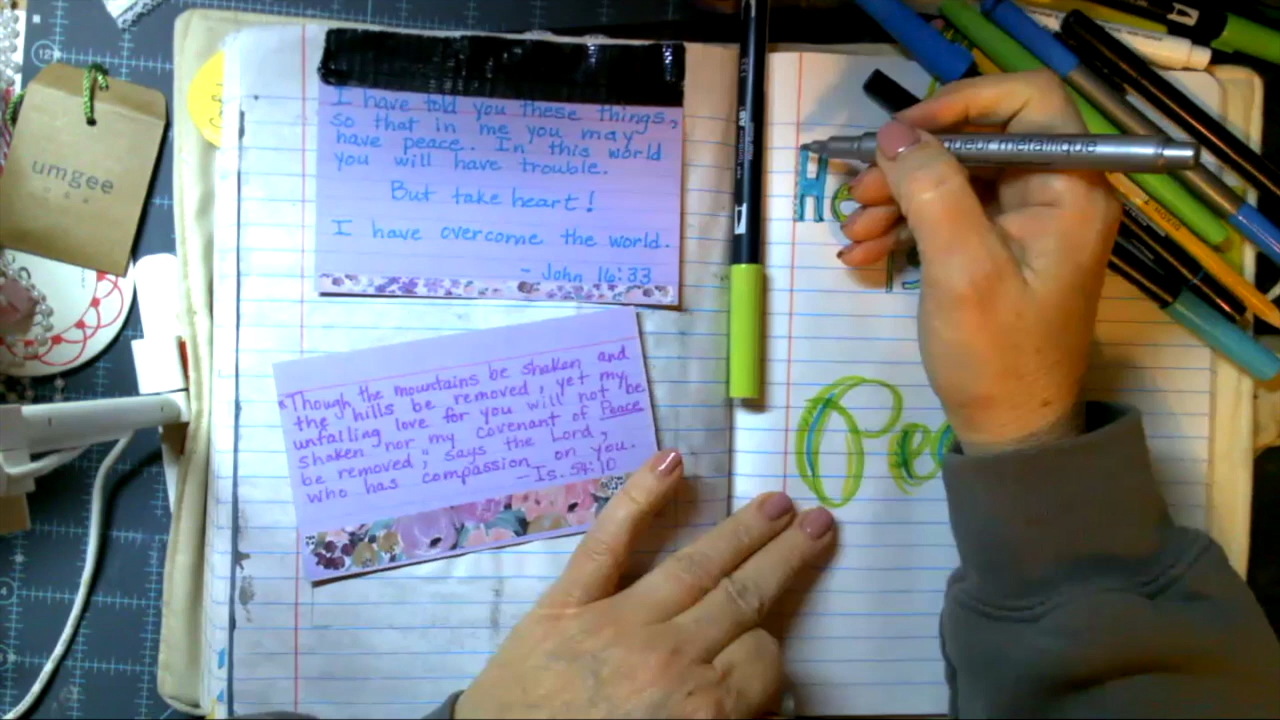 I have told you these things,
so that in me you may
have peace. In this world
you will have trouble.
But take heart!
I have overcome the world.
- John 16:33
"Though the mountains be shaken and
the hills be removed, yet my
unfailing love for you will not be
shaken nor my covenant of Peace
be removed," says the Lord,
who has compassion on you.
- Is. 54:10
umgee
queur métallique
He
Pec